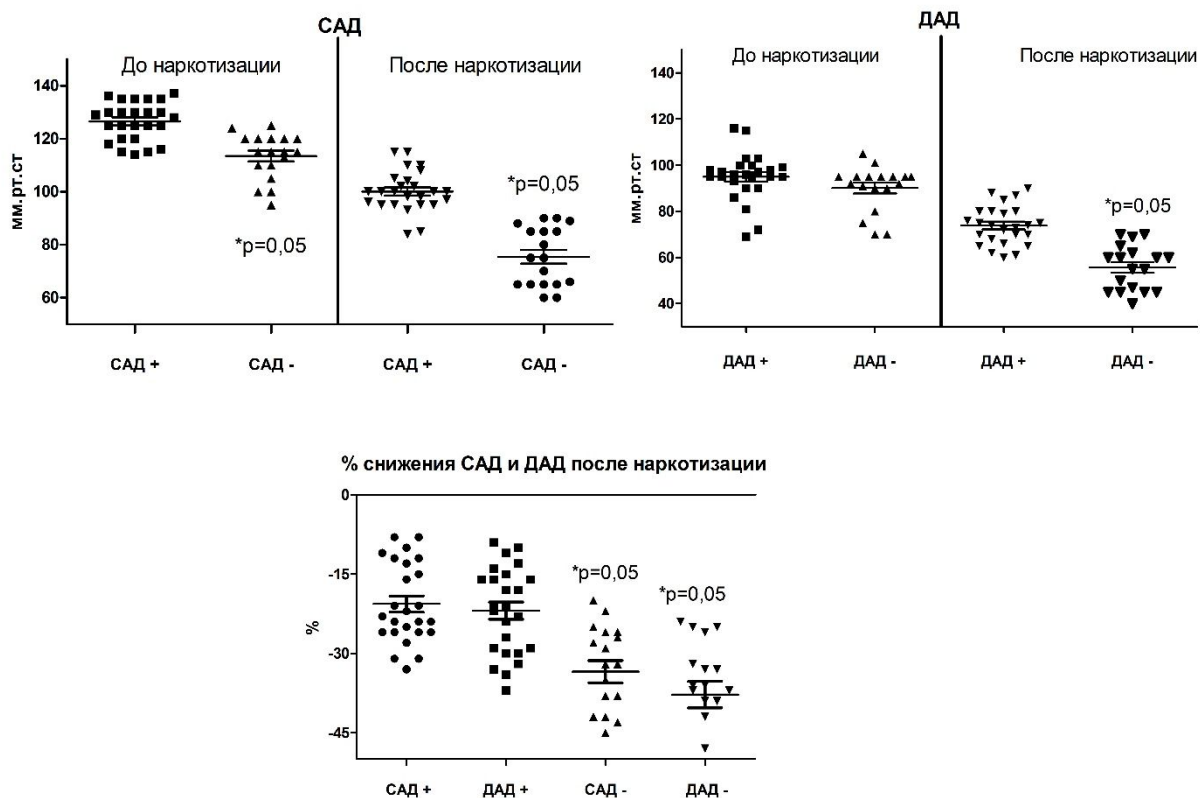 САД
До наркотизации
После наркотизации
мм.рт.ст
140
120
100
80
60
*p=0,05
*p=0,05
САД +
САД -
САД +
САД -
ДАД
До наркотизации
После наркотизации
мм.рт.ст
140
120
100
80
60
40
*p=0,05
ДАД +
ДАД -
ДАД +
ДАД -
% снижения САД и ДАД после наркотизации
%
0
-15
-30
-45
*p=0,05
*p=0,05
САД +
ДАД +
САД -
ДАД -